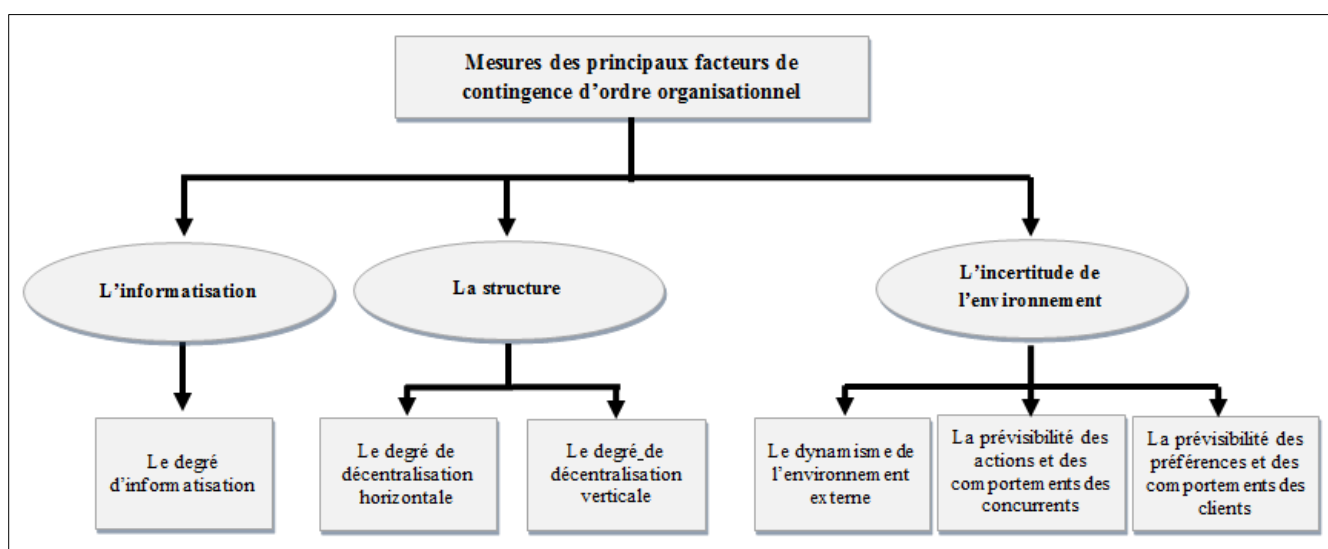 Mesures des principaux facteurs de
contingence d'ordre organisationnel
L'informatisation
La structure
L'incertitude de
l'environnement
Le degré
d'informatisation
Le degré de
décentralisation
horizontale
Le degré_de
décentralisation
verticale
Le dynamisme de
l'environnement
externe
La prévisibilité des
actions et des
comportements des
concurrents
La prévisibilité des
préférences et des
comportements des
clients